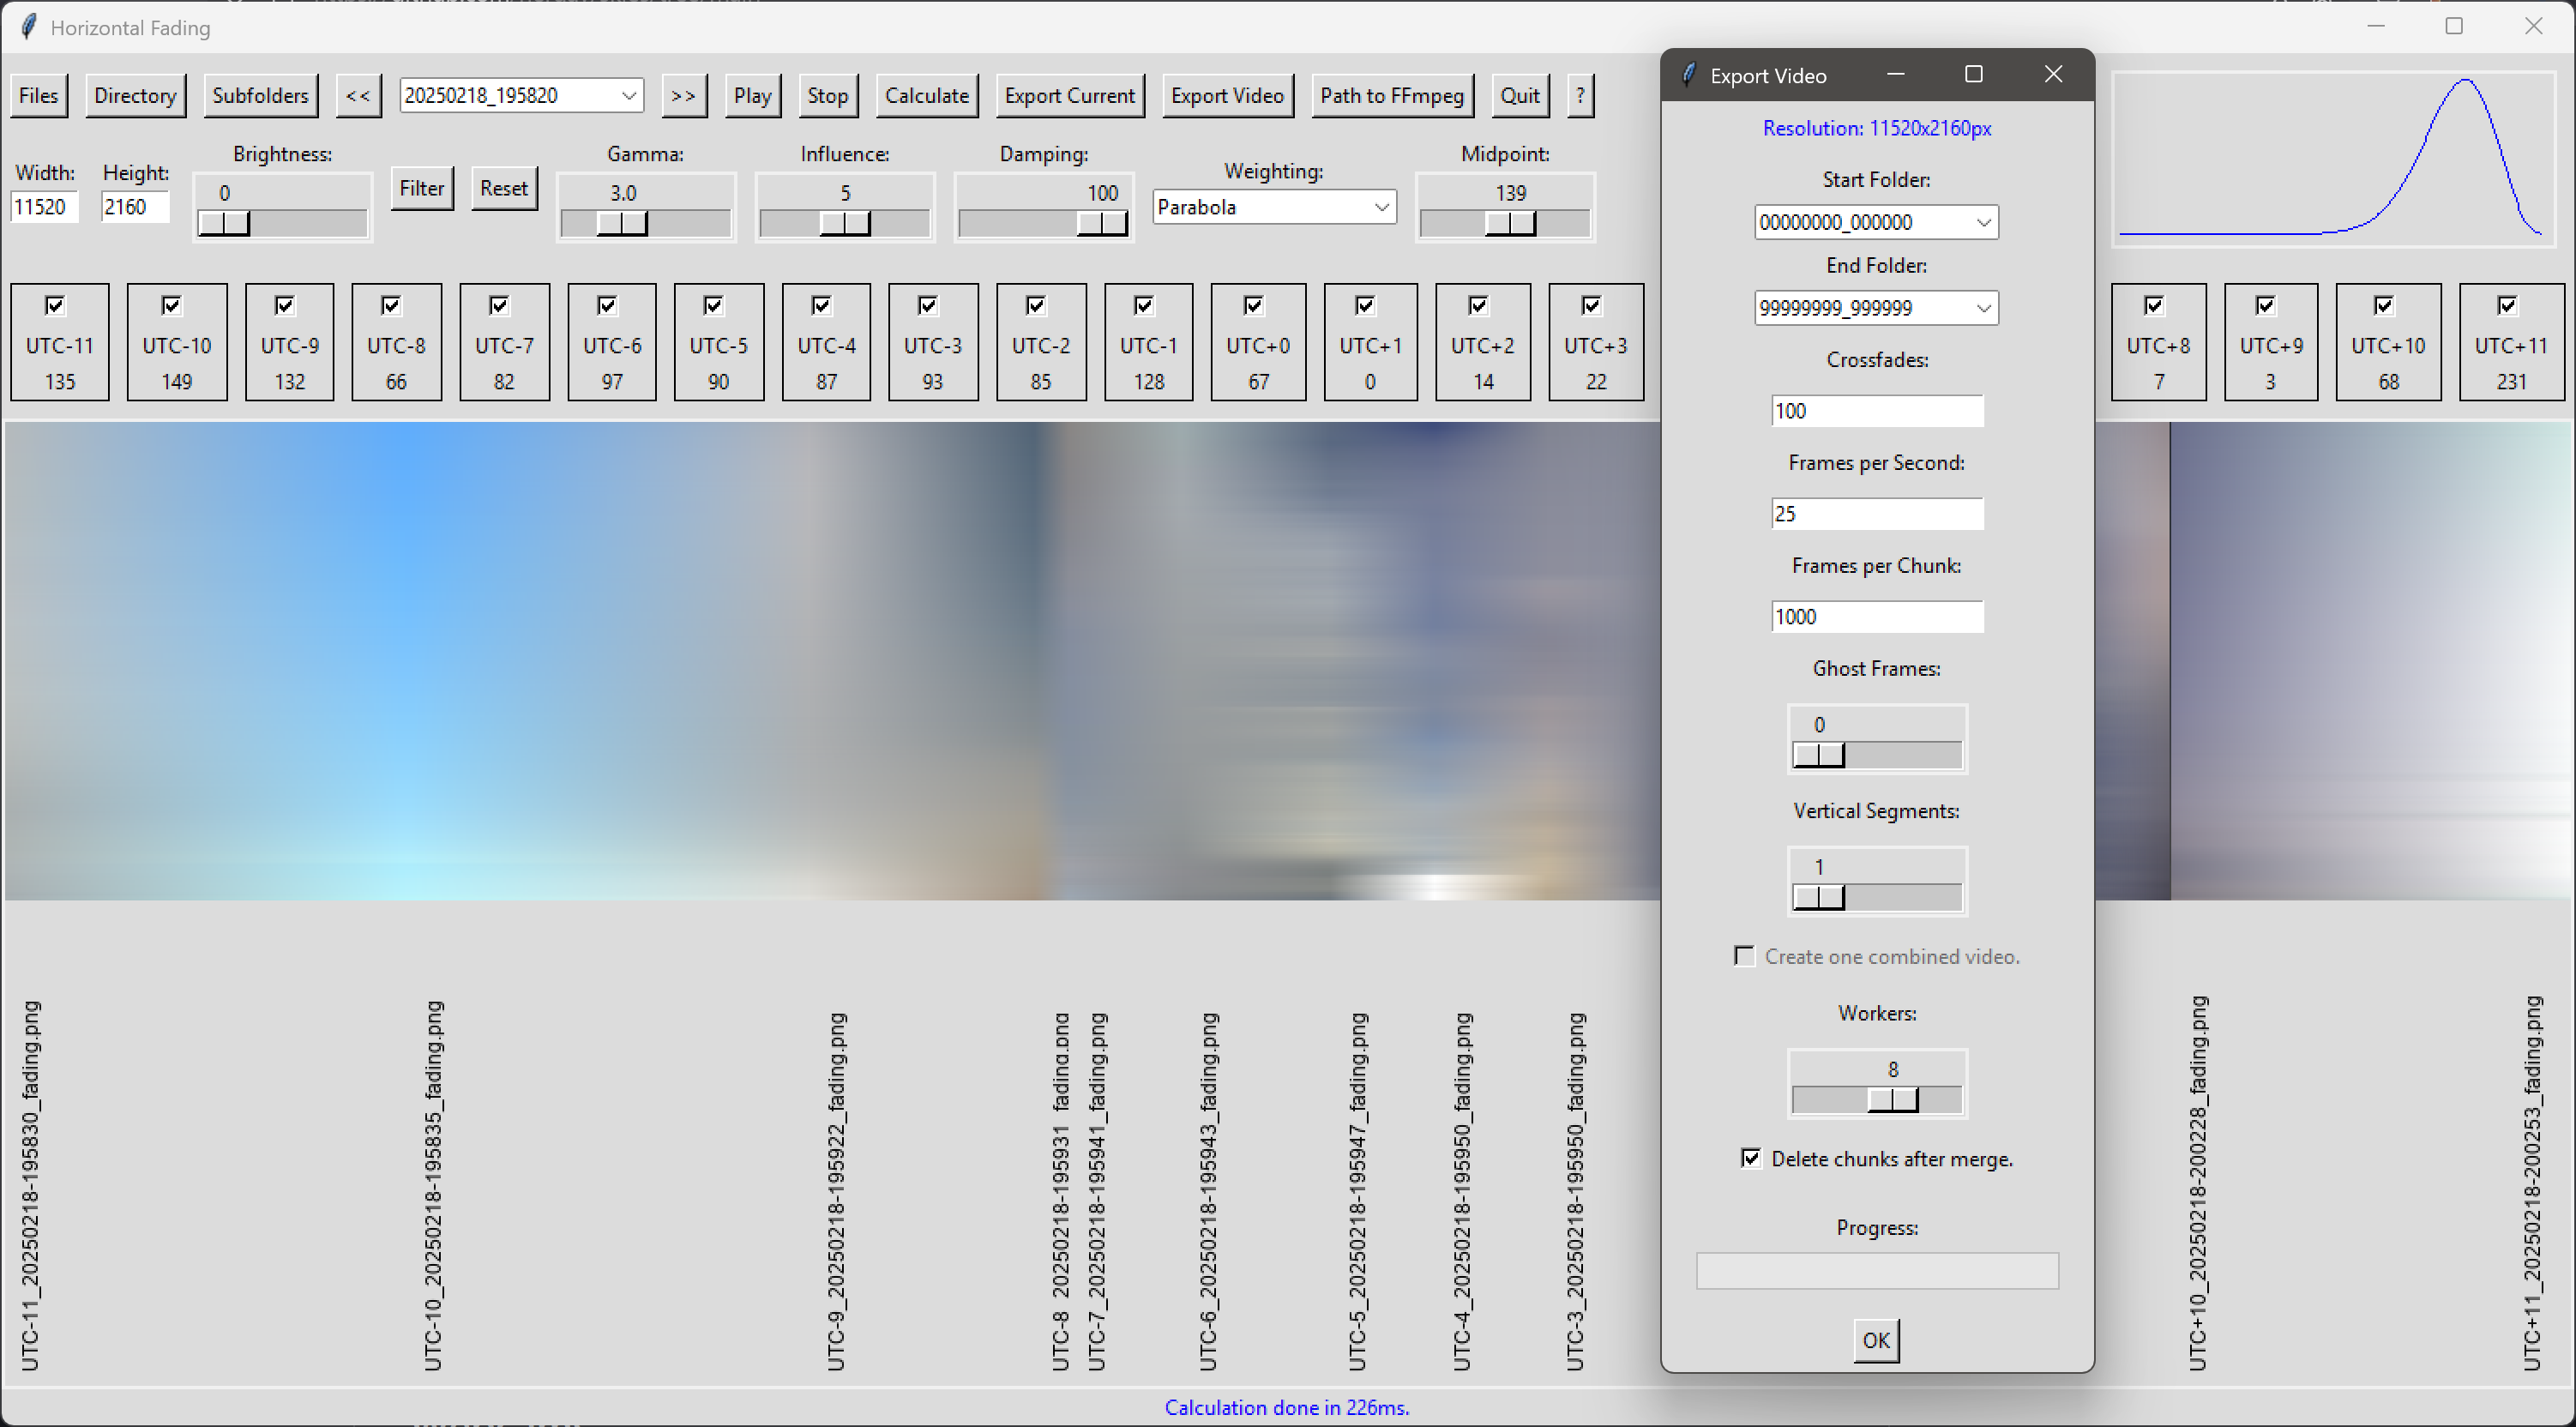 Horizontal Fading
Files Directory Subfolders << 20250218_195820 >> Play Stop Calculate Export Current Export Video Path to FFmpeg Quit ?
Width: Height: Brightness: Filter Reset Gamma: Influence: Damping: Weighting: Midpoint:
11520 2160 0 3.0 5 100 Parabola 139
UTC-11 UTC-10 UTC-9 UTC-8 UTC-7 UTC-6 UTC-5 UTC-4 UTC-3 UTC-2 UTC-1 UTC+0 UTC+1 UTC+2 UTC+3 UTC+8 UTC+9 UTC+10 UTC+11
135 149 132 66 82 97 90 87 93 85 128 67 0 14 22 7 3 68 231
Export Video
Resolution: 11520x2160px
Start Folder:
00000000_000000
End Folder:
99999999_999999
Crossfades:
100
Frames per Second:
25
Frames per Chunk:
1000
Ghost Frames:
0
Vertical Segments:
1
Create one combined video.
Workers:
8
Delete chunks after merge.
Progress:
OK
UTC-11_20250218-195830_fading.png
UTC-10_20250218-195835_fading.png
UTC-9_20250218-195922_fading.png
UTC-8_20250218-195931_fading.png
UTC-7_20250218-195941_fading.png
UTC-6_20250218-195943_fading.png
UTC-5_20250218-195947_fading.png
UTC-4_20250218-195950_fading.png
UTC-3_20250218-195950_fading.png
UTC+10_20250218-200228_fading.png
UTC+11_20250218-200253_fading.png
Calculation done in 226ms.